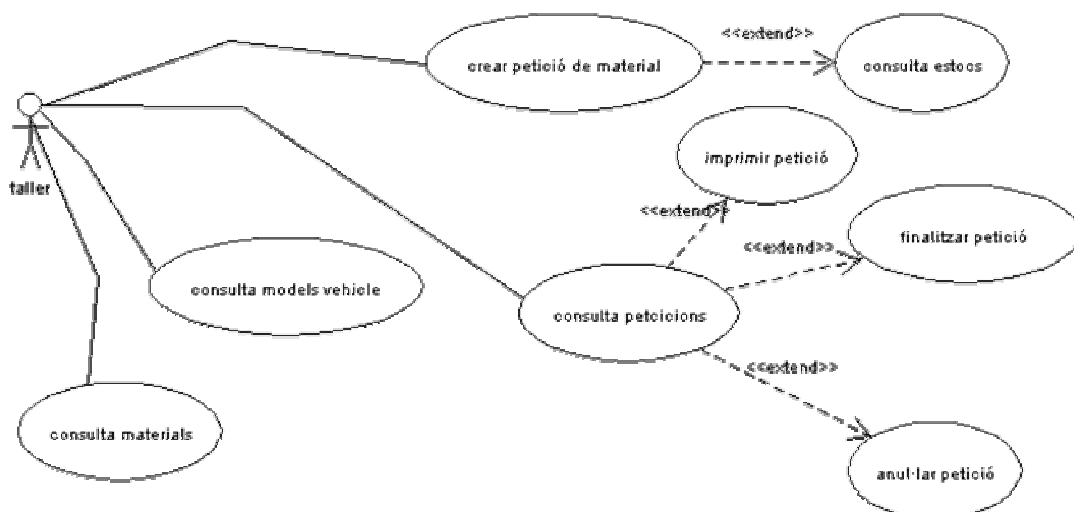 <<extend>>
crear petició de material
consulta estocs
imprimir petició
taller
<<extend>>
finalitzar petició
<<extend>>
consulta models vehicle
consulta petcicions
<<extend>>
consulta materials
anul·lar petició